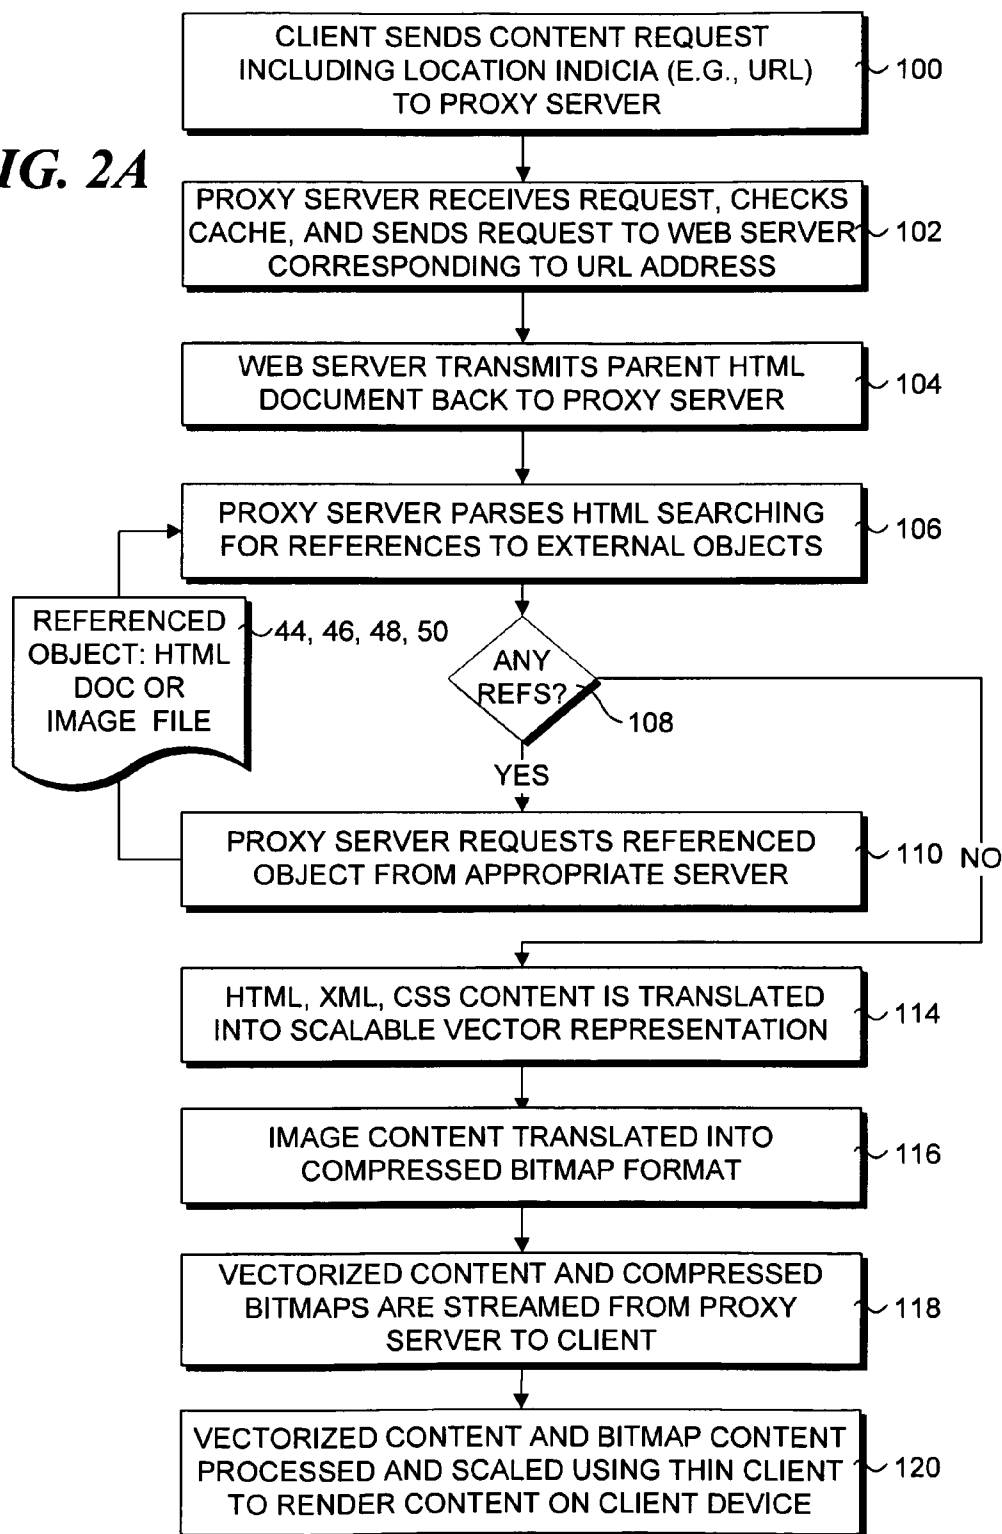 CLIENT SENDS CONTENT REQUEST
INCLUDING LOCATION INDICIA (E.G., URL)
TO PROXY SERVER
100
IG. 2A
PROXY SERVER RECEIVES REQUEST, CHECKS
CACHE, AND SENDS REQUEST TO WEB SERVER
CORRESPONDING TO URL ADDRESS
102
WEB SERVER TRANSMITS PARENT HTML
DOCUMENT BACK TO PROXY SERVER
104
PROXY SERVER PARSES HTML SEARCHING
FOR REFERENCES TO EXTERNAL OBJECTS
106
REFERENCED
OBJECT: HTML
DOC OR
IMAGE FILE
44, 46, 48, 50
ANY
REFS?
108
YES
PROXY SERVER REQUESTS REFERENCED
OBJECT FROM APPROPRIATE SERVER
110
NO
HTML, XML, CSS CONTENT IS TRANSLATED
INTO SCALABLE VECTOR REPRESENTATION
114
IMAGE CONTENT TRANSLATED INTO
COMPRESSED BITMAP FORMAT
116
VECTORIZED CONTENT AND COMPRESSED
BITMAPS ARE STREAMED FROM PROXY
SERVER TO CLIENT
118
VECTORIZED CONTENT AND BITMAP CONTENT
PROCESSED AND SCALED USING THIN CLIENT
TO RENDER CONTENT ON CLIENT DEVICE
120